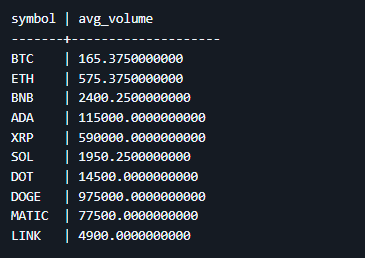 symbol | avg_volume
-------+--------------------
BTC    | 165.3750000000
ETH    | 575.3750000000
BNB    | 2400.2500000000
ADA    | 115000.0000000000
XRP    | 590000.0000000000
SOL    | 1950.2500000000
DOT    | 14500.0000000000
DOGE   | 975000.0000000000
MATIC  | 77500.0000000000
LINK   | 4900.0000000000